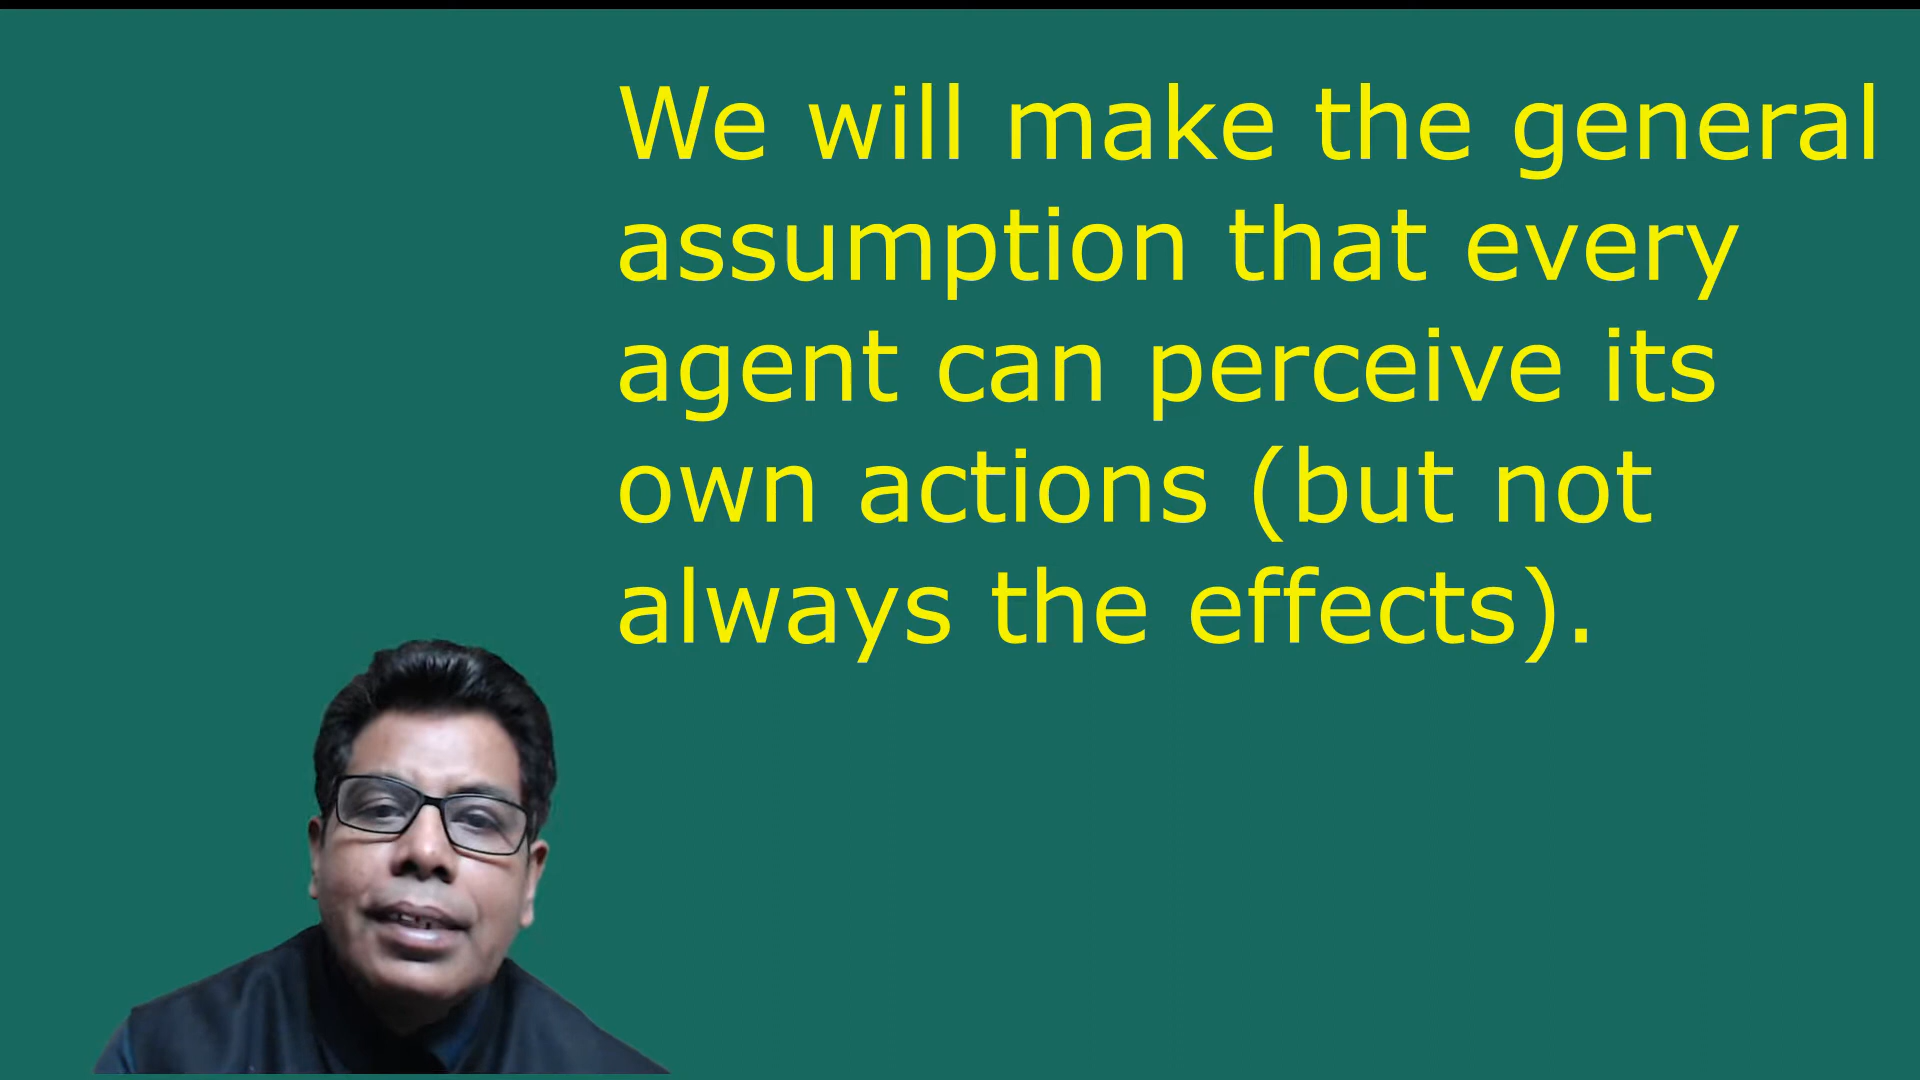 We will make the general
assumption that every
agent can perceive its
own actions (but not
always the effects).